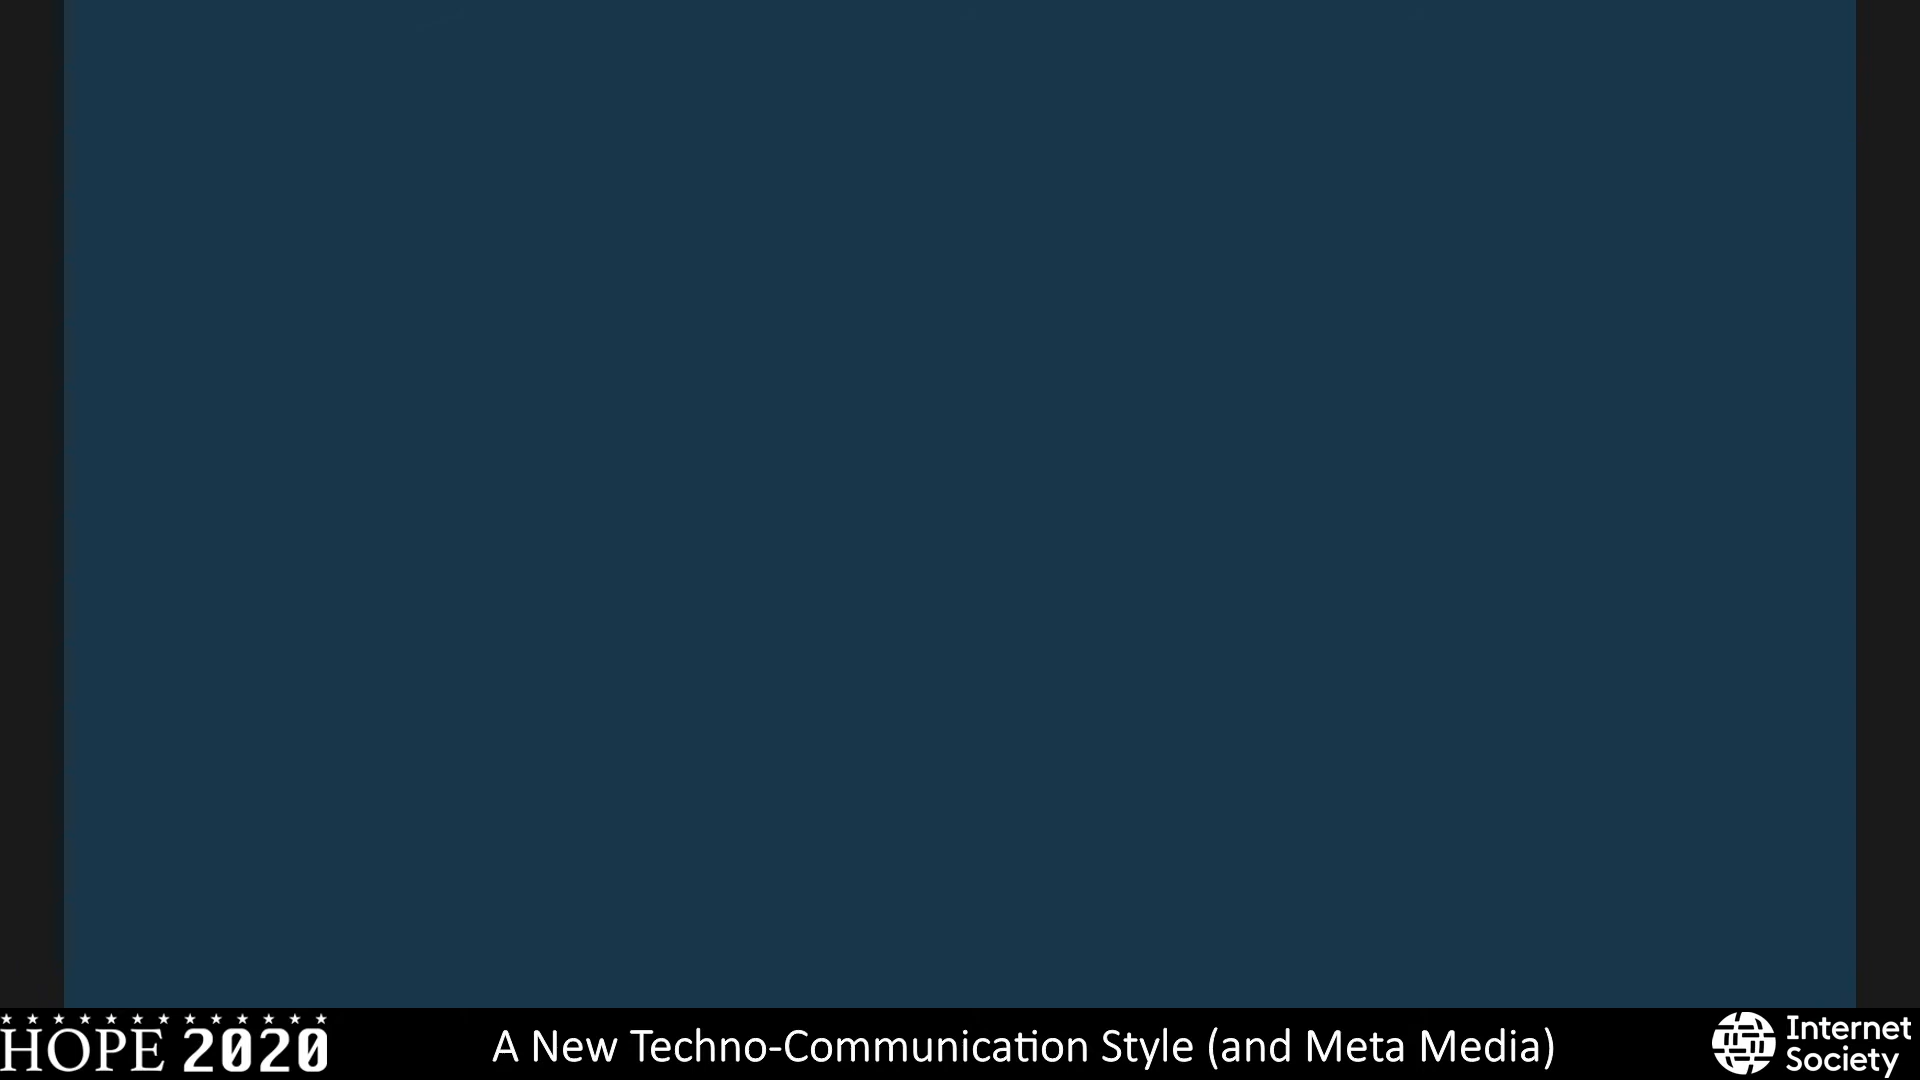 HOPE 2020
A New Techno-Communication Style (and Meta Media)
Internet
Society